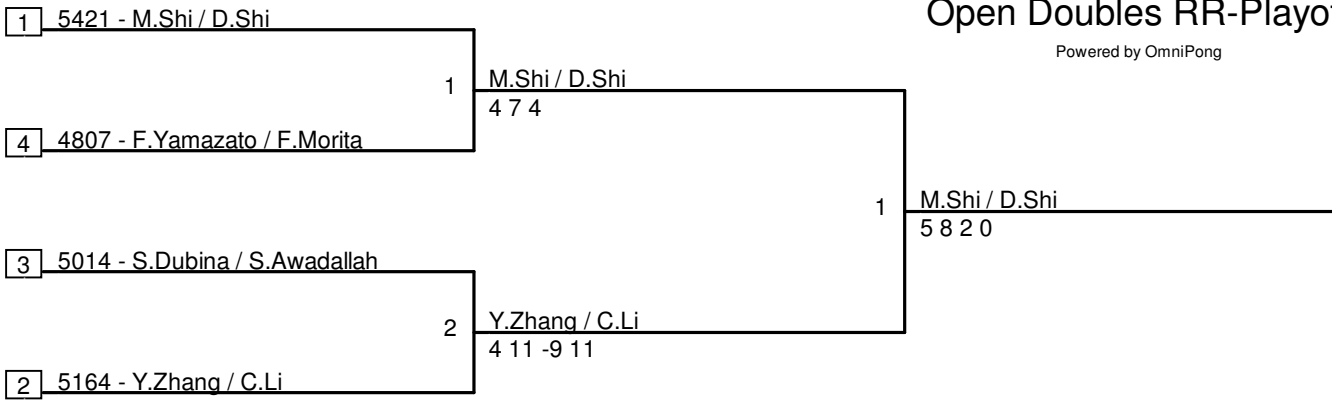 Open Doubles RR-Playof
Powered by OmniPong
1 5421 - M.Shi / D.Shi
1 M.Shi / D.Shi
4 7 4
4 4807 - F.Yamazato / F.Morita
1 M.Shi / D.Shi
5 8 2 0
3 5014 - S.Dubina / S.Awadallah
2 Y.Zhang / C.Li
4 11 -9 11
2 5164 - Y.Zhang / C.Li